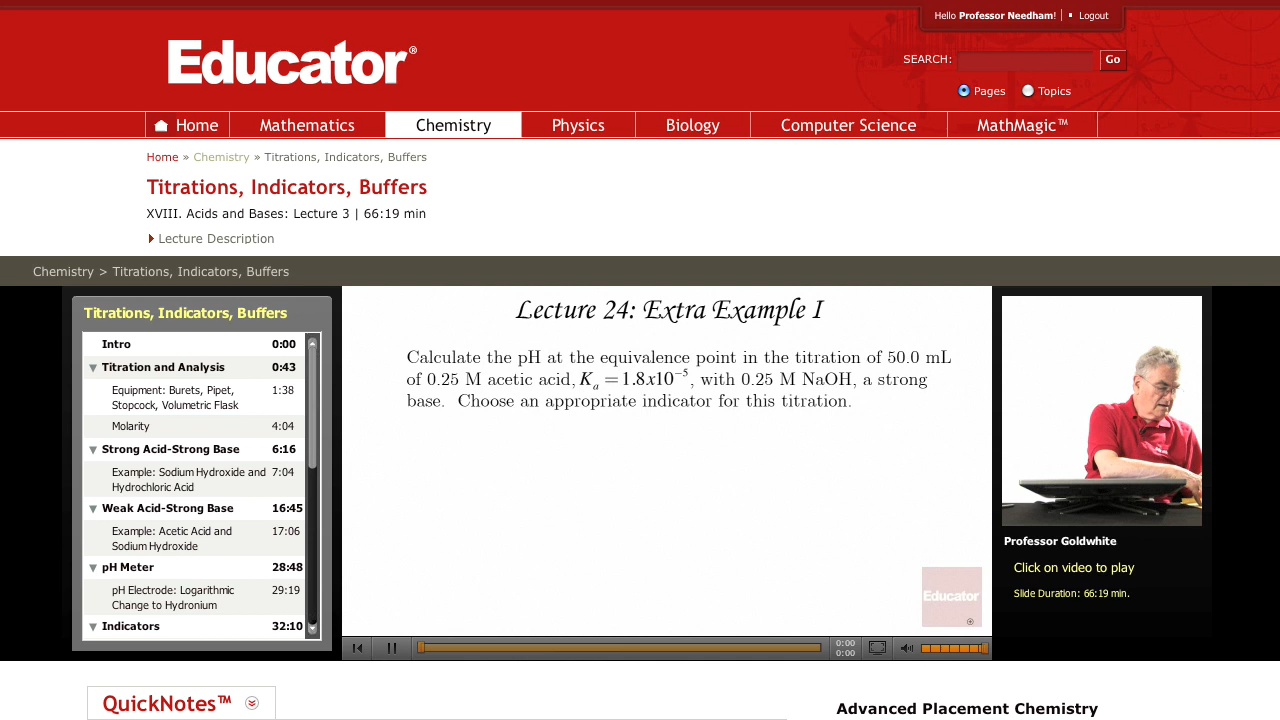 Hello Professor Needham! | Logout
Educator®
SEARCH: Go
Pages Topics
Home Mathematics Chemistry Physics Biology Computer Science MathMagic™
Home » Chemistry » Titrations, Indicators, Buffers
Titrations, Indicators, Buffers
XVIII. Acids and Bases: Lecture 3 | 66:19 min
Lecture Description
Chemistry > Titrations, Indicators, Buffers
Titrations, Indicators, Buffers
Intro 0:00
Titration and Analysis 0:43
Equipment: Burets, Pipet, 1:38
Stopcock, Volumetric Flask
Molarity 4:04
Strong Acid-Strong Base 6:16
Example: Sodium Hydroxide and 7:04
Hydrochloric Acid
Weak Acid-Strong Base 16:45
Example: Acetic Acid and 17:06
Sodium Hydroxide
pH Meter 28:48
pH Electrode: Logarithmic 29:19
Change to Hydronium
Indicators 32:10
Lecture 24: Extra Example I
Calculate the pH at the equivalence point in the titration of 50.0 mL
of 0.25 M acetic acid, Kₐ = 1.8x10⁻⁵, with 0.25 M NaOH, a strong
base. Choose an appropriate indicator for this titration.
Educator
0:00
0:00
Professor Goldwhite
Click on video to play
Slide Duration: 66:19 min.
QuickNotes™
Advanced Placement Chemistry